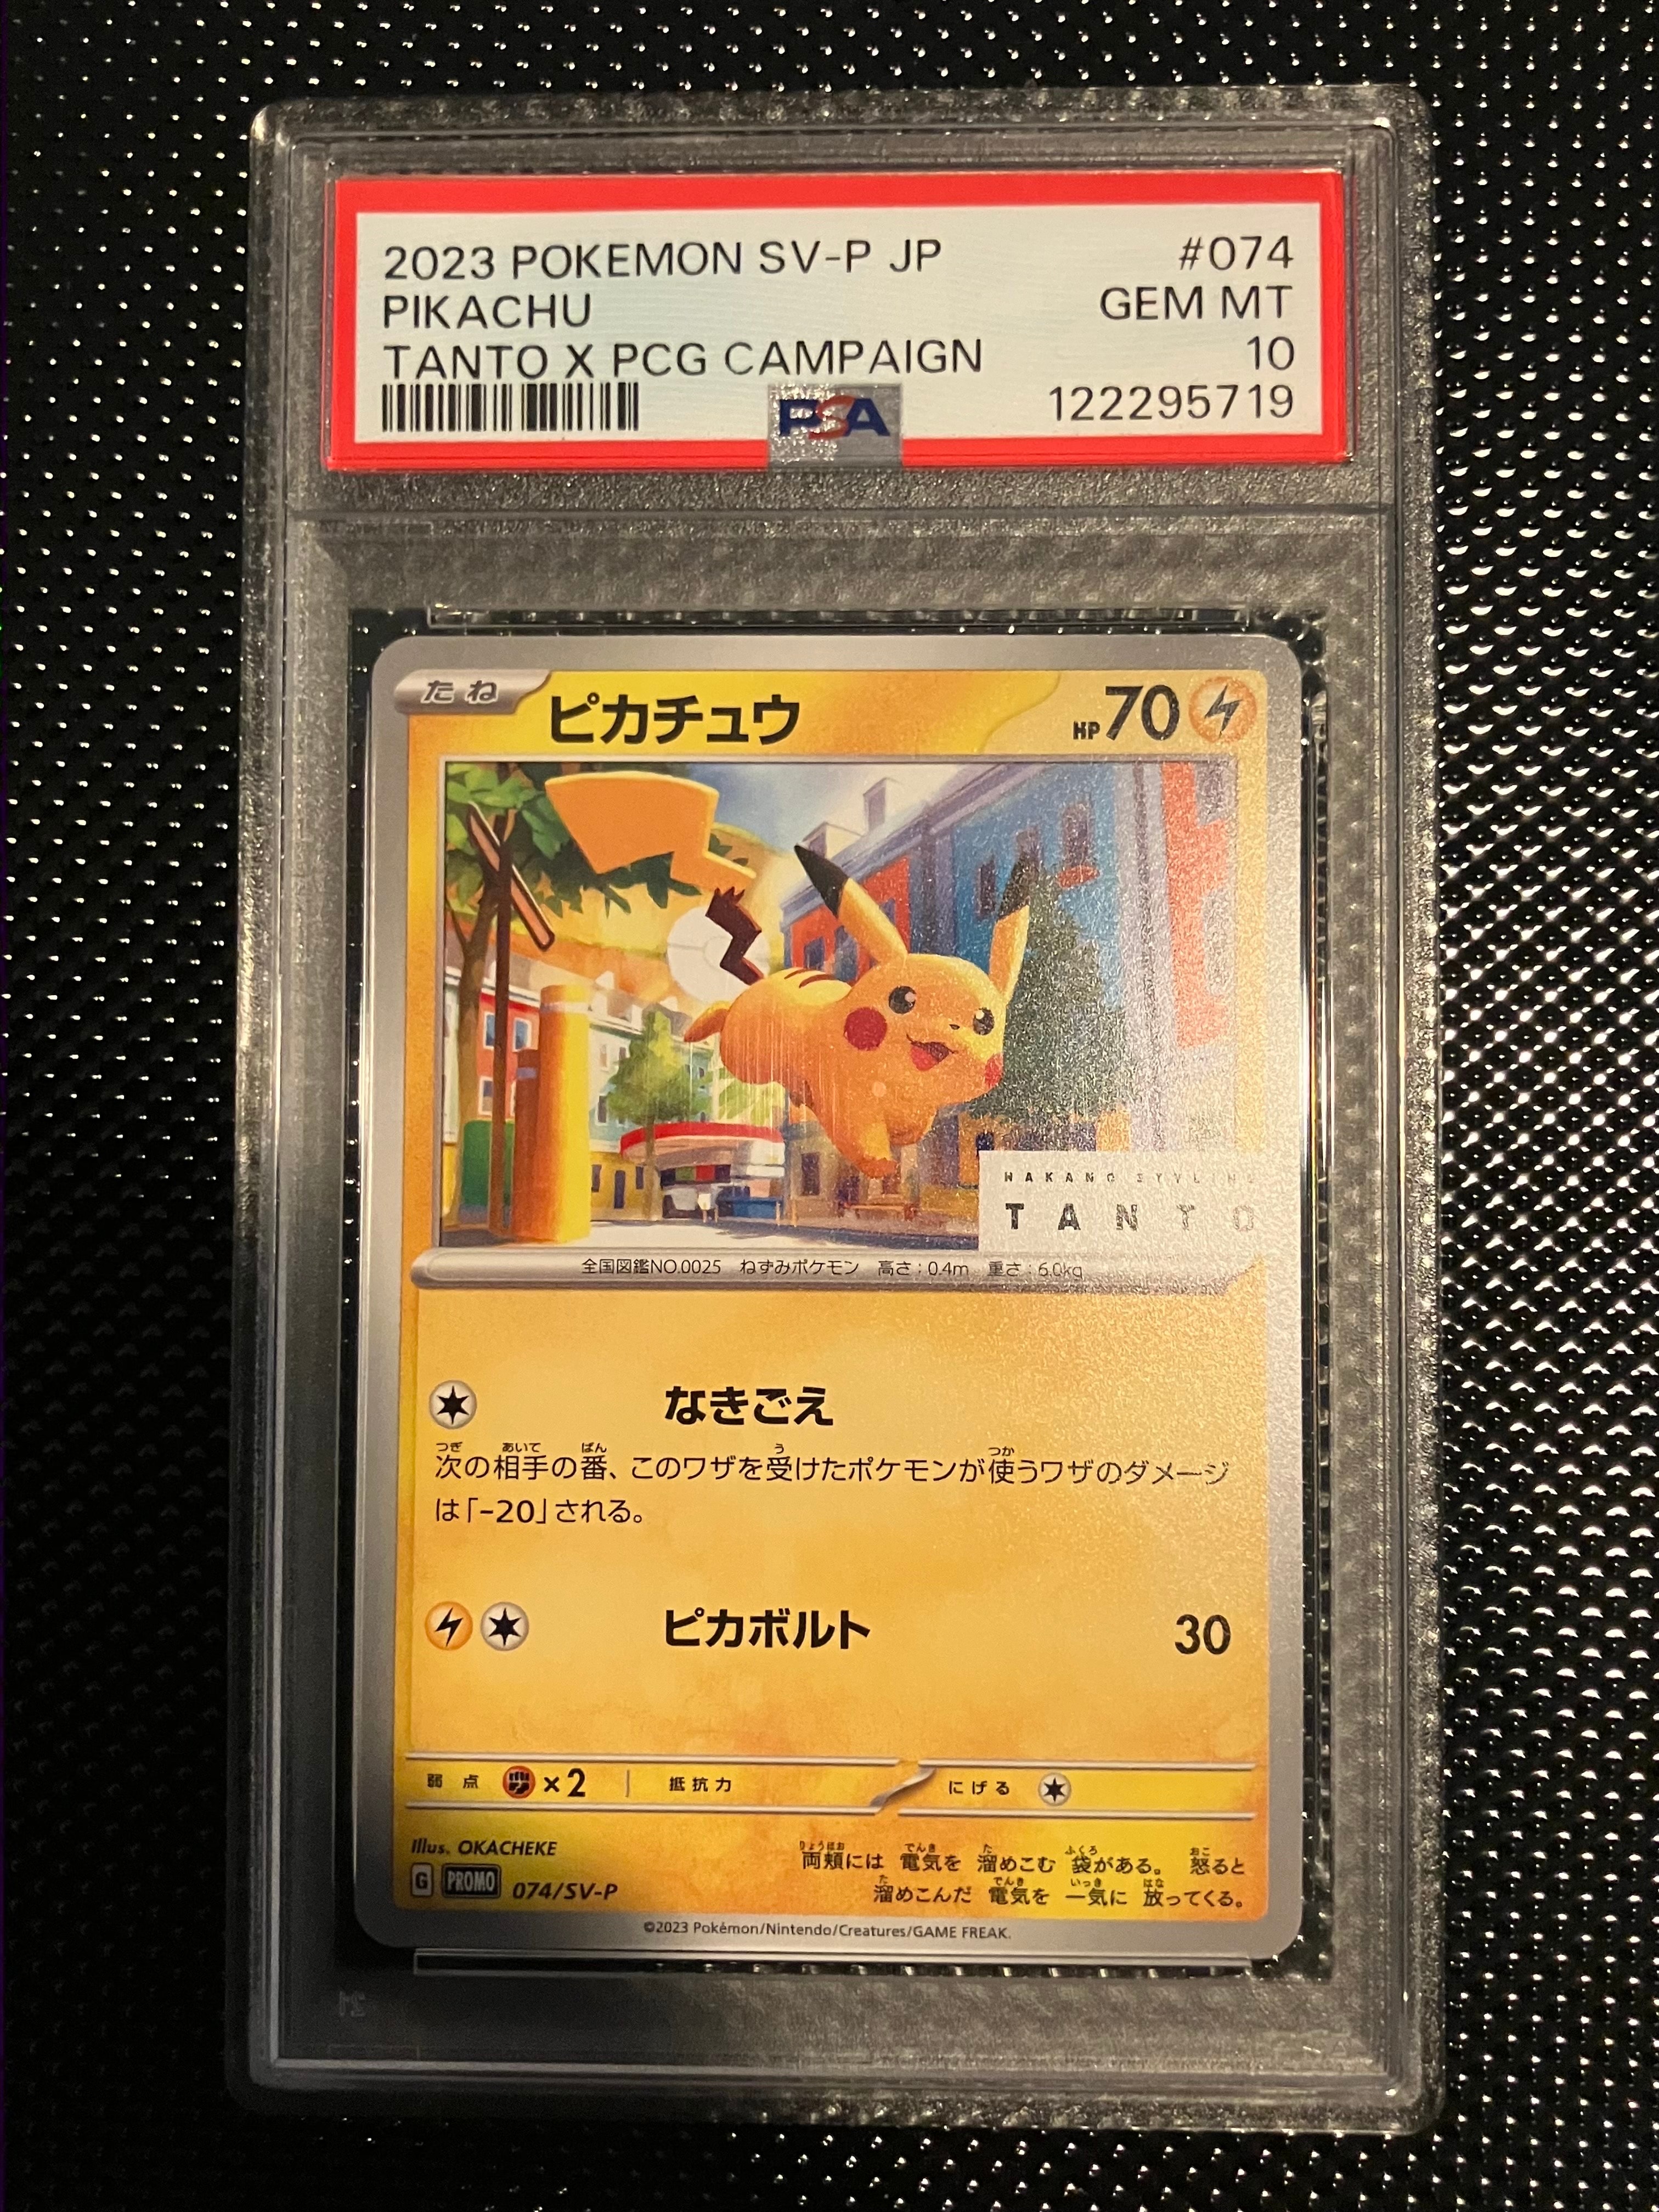 2023 POKEMON SV-P JP #074
PIKACHU GEM MT
TANTO X PCG CAMPAIGN 10
PSA 122295719
たね ピカチュウ HP70
TANTO
全国図鑑NO.0025 ねずみポケモン 高さ:0.4m 重さ:6.0kg
なきごえ
次の相手の番、このワザを受けたポケモンが使うワザのダメージ
は「-20」される。
ピカボルト 30
弱点 ×2 抵抗力 にげる
Illus. OKACHEKE
両頬には 電気を 溜めこむ 袋がある。 怒ると
溜めこんだ 電気を 一気に 放ってくる。
G PROMO 074/SV-P
©2023 Pokémon/Nintendo/Creatures/GAME FREAK.